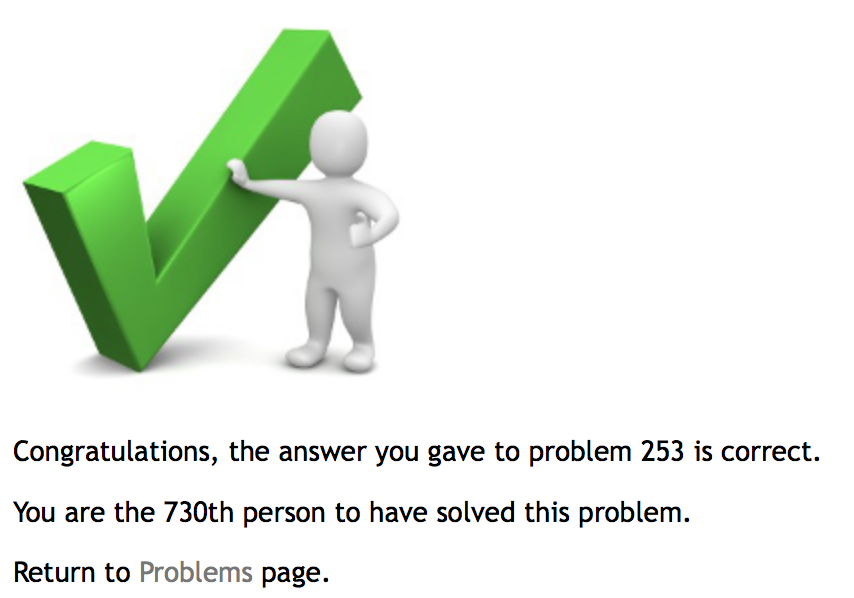 Congratulations, the answer you gave to problem 253 is correct.
You are the 730th person to have solved this problem.
Return to Problems page.